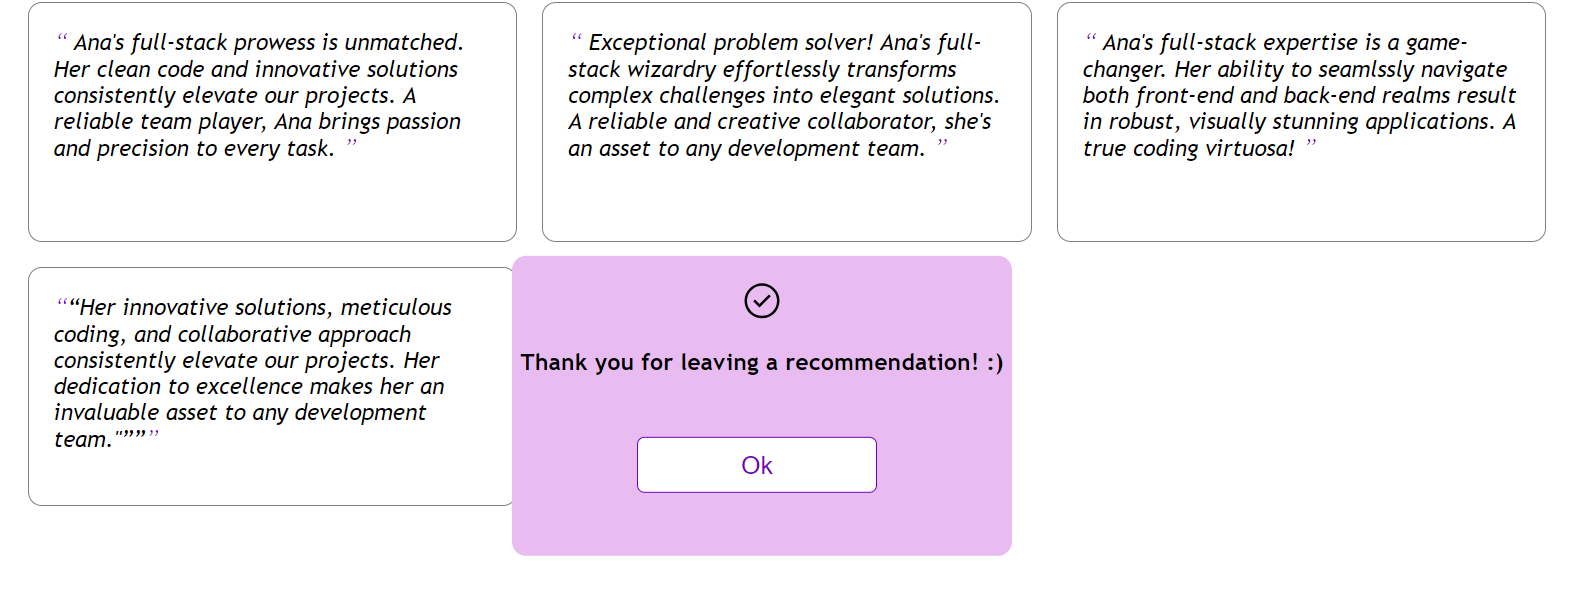 “ Ana's full-stack prowess is unmatched.
Her clean code and innovative solutions
consistently elevate our projects. A
reliable team player, Ana brings passion
and precision to every task. ”
“ Exceptional problem solver! Ana's full-
stack wizardry effortlessly transforms
complex challenges into elegant solutions.
A reliable and creative collaborator, she's
an asset to any development team. ”
“ Ana's full-stack expertise is a game-
changer. Her ability to seamlssly navigate
both front-end and back-end realms result
in robust, visually stunning applications. A
true coding virtuosa! ”
““Her innovative solutions, meticulous
coding, and collaborative approach
consistently elevate our projects. Her
dedication to excellence makes her an
invaluable asset to any development
team."”””
Thank you for leaving a recommendation! :)
Ok